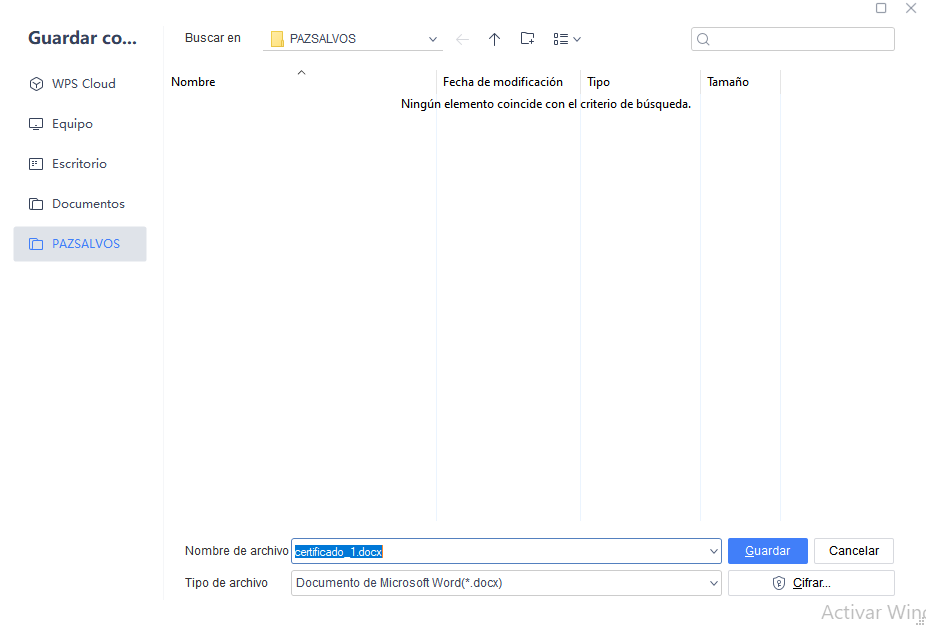 Guardar co...
Buscar en
PAZSALVOS
WPS Cloud
Equipo
Escritorio
Documentos
PAZSALVOS
Nombre Fecha de modificación Tipo Tamaño
Ningún elemento coincide con el criterio de búsqueda.
Nombre de archivo certificado_1.docx Guardar Cancelar
Tipo de archivo Documento de Microsoft Word(*.docx) Cifrar...
Activar Win